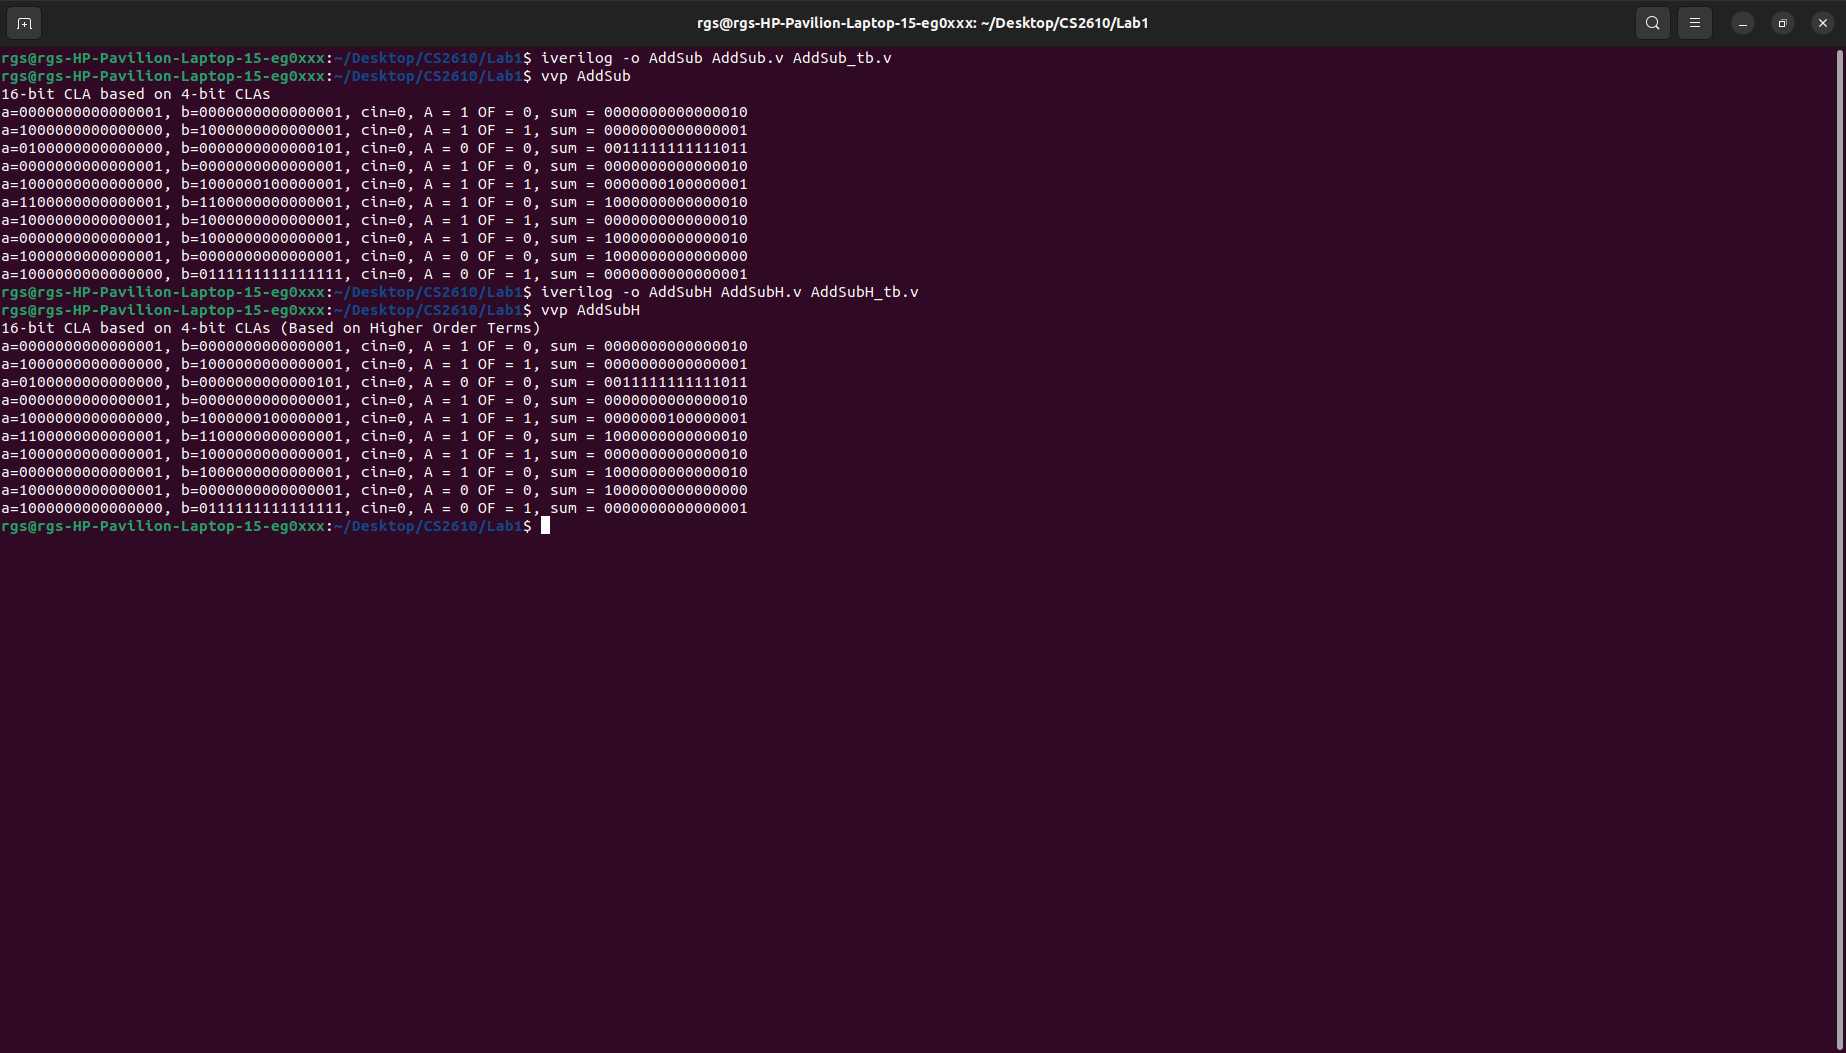 rgs@rgs-HP-Pavilion-Laptop-15-eg0xxx: ~/Desktop/CS2610/Lab1
rgs@rgs-HP-Pavilion-Laptop-15-eg0xxx:~/Desktop/CS2610/Lab1$ iverilog -o AddSub AddSub.v AddSub_tb.v
rgs@rgs-HP-Pavilion-Laptop-15-eg0xxx:~/Desktop/CS2610/Lab1$ vvp AddSub
16-bit CLA based on 4-bit CLAs
a=0000000000000001, b=0000000000000001, cin=0, A = 1 OF = 0, sum = 0000000000000010
a=1000000000000000, b=1000000000000001, cin=0, A = 1 OF = 1, sum = 0000000000000001
a=0100000000000000, b=0000000000000101, cin=0, A = 0 OF = 0, sum = 0011111111111011
a=0000000000000001, b=0000000000000001, cin=0, A = 1 OF = 0, sum = 0000000000000010
a=1000000000000000, b=1000000100000001, cin=0, A = 1 OF = 1, sum = 0000000100000001
a=1100000000000001, b=1100000000000001, cin=0, A = 1 OF = 0, sum = 1000000000000010
a=1000000000000001, b=1000000000000001, cin=0, A = 1 OF = 1, sum = 0000000000000010
a=0000000000000001, b=1000000000000001, cin=0, A = 1 OF = 0, sum = 1000000000000010
a=1000000000000001, b=0000000000000001, cin=0, A = 0 OF = 0, sum = 1000000000000000
a=1000000000000000, b=0111111111111111, cin=0, A = 0 OF = 1, sum = 0000000000000001
rgs@rgs-HP-Pavilion-Laptop-15-eg0xxx:~/Desktop/CS2610/Lab1$ iverilog -o AddSubH AddSubH.v AddSubH_tb.v
rgs@rgs-HP-Pavilion-Laptop-15-eg0xxx:~/Desktop/CS2610/Lab1$ vvp AddSubH
16-bit CLA based on 4-bit CLAs (Based on Higher Order Terms)
a=0000000000000001, b=0000000000000001, cin=0, A = 1 OF = 0, sum = 0000000000000010
a=1000000000000000, b=1000000000000001, cin=0, A = 1 OF = 1, sum = 0000000000000001
a=0100000000000000, b=0000000000000101, cin=0, A = 0 OF = 0, sum = 0011111111111011
a=0000000000000001, b=0000000000000001, cin=0, A = 1 OF = 0, sum = 0000000000000010
a=1000000000000000, b=1000000100000001, cin=0, A = 1 OF = 1, sum = 0000000100000001
a=1100000000000001, b=1100000000000001, cin=0, A = 1 OF = 0, sum = 1000000000000010
a=1000000000000001, b=1000000000000001, cin=0, A = 1 OF = 1, sum = 0000000000000010
a=0000000000000001, b=1000000000000001, cin=0, A = 1 OF = 0, sum = 1000000000000010
a=1000000000000001, b=0000000000000001, cin=0, A = 0 OF = 0, sum = 1000000000000000
a=1000000000000000, b=0111111111111111, cin=0, A = 0 OF = 1, sum = 0000000000000001
rgs@rgs-HP-Pavilion-Laptop-15-eg0xxx:~/Desktop/CS2610/Lab1$